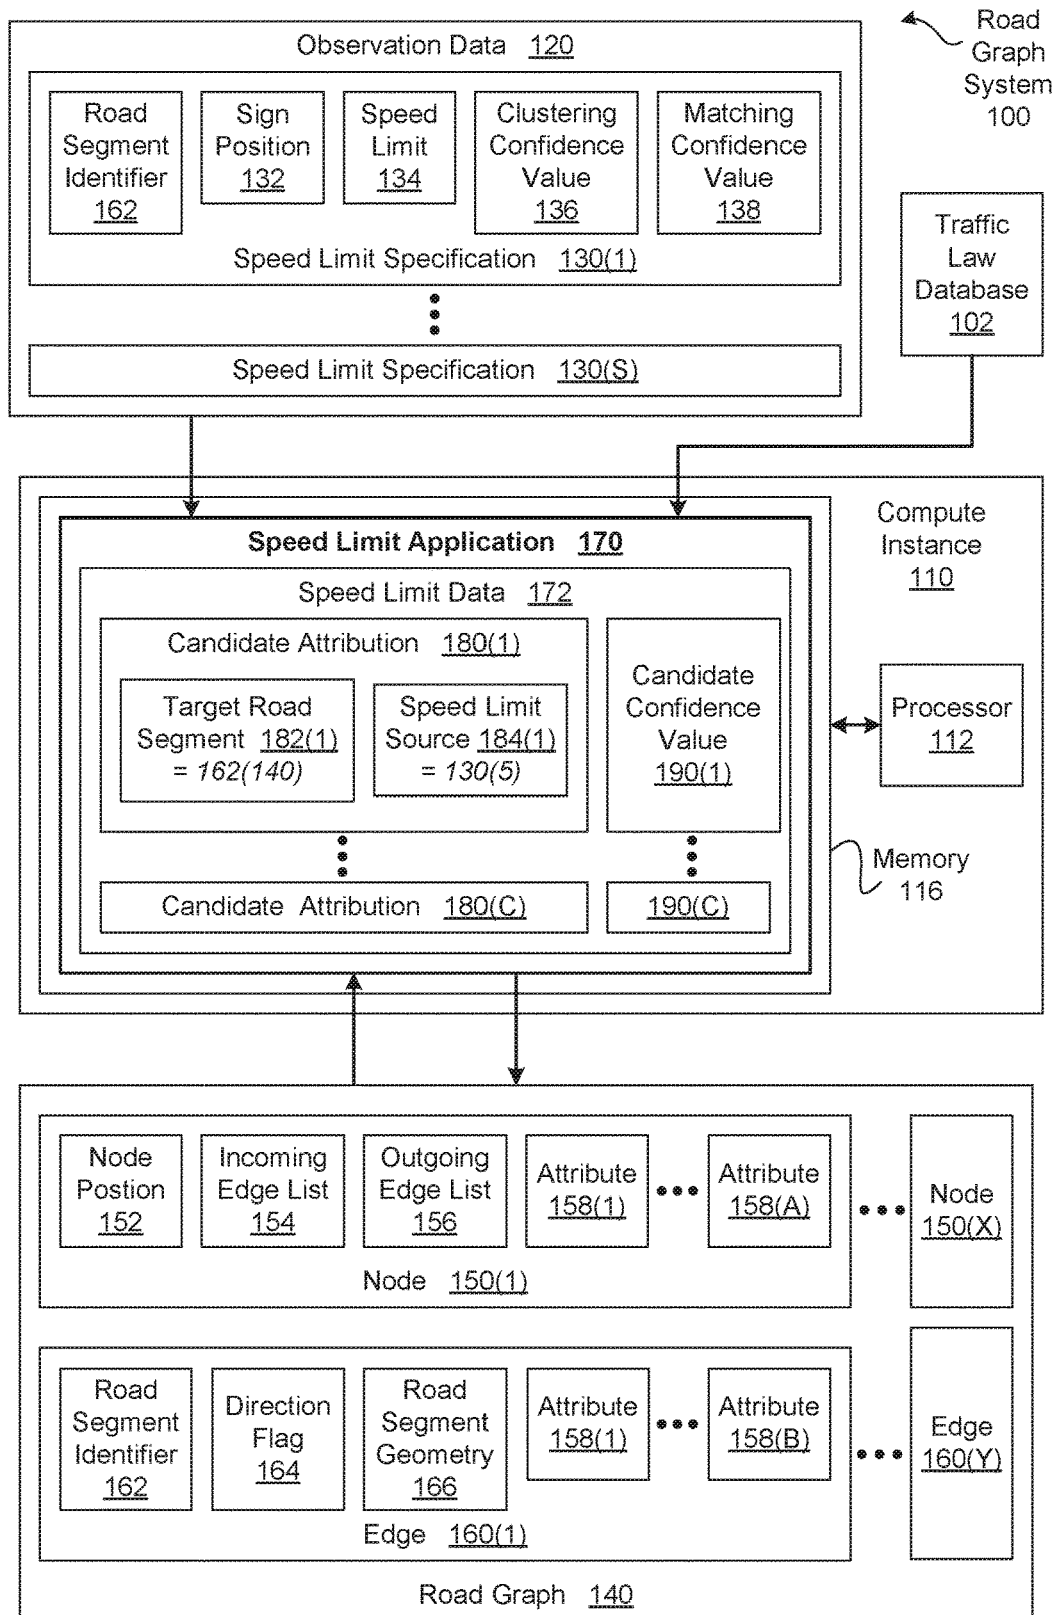 Road
Graph
System
100
Observation Data 120
Road
Segment
Identifier
162
Sign
Position
132
Speed
Limit
134
Clustering
Confidence
Value
136
Matching
Confidence
Value
138
Speed Limit Specification 130(1)
Speed Limit Specification 130(S)
Traffic
Law
Database
102
Compute
Instance
110
Speed Limit Application 170
Speed Limit Data 172
Candidate Attribution 180(1)
Target Road
Segment 182(1)
= 162(140)
Speed Limit
Source 184(1)
= 130(5)
Candidate
Confidence
Value
190(1)
Candidate Attribution 180(C)
190(C)
Processor
112
Memory
116
Node
Postion
152
Incoming
Edge List
154
Outgoing
Edge List
156
Attribute
158(1)
Attribute
158(A)
Node 150(1)
Node
150(X)
Road
Segment
Identifier
162
Direction
Flag
164
Road
Segment
Geometry
166
Attribute
158(1)
Attribute
158(B)
Edge 160(1)
Edge
160(Y)
Road Graph 140